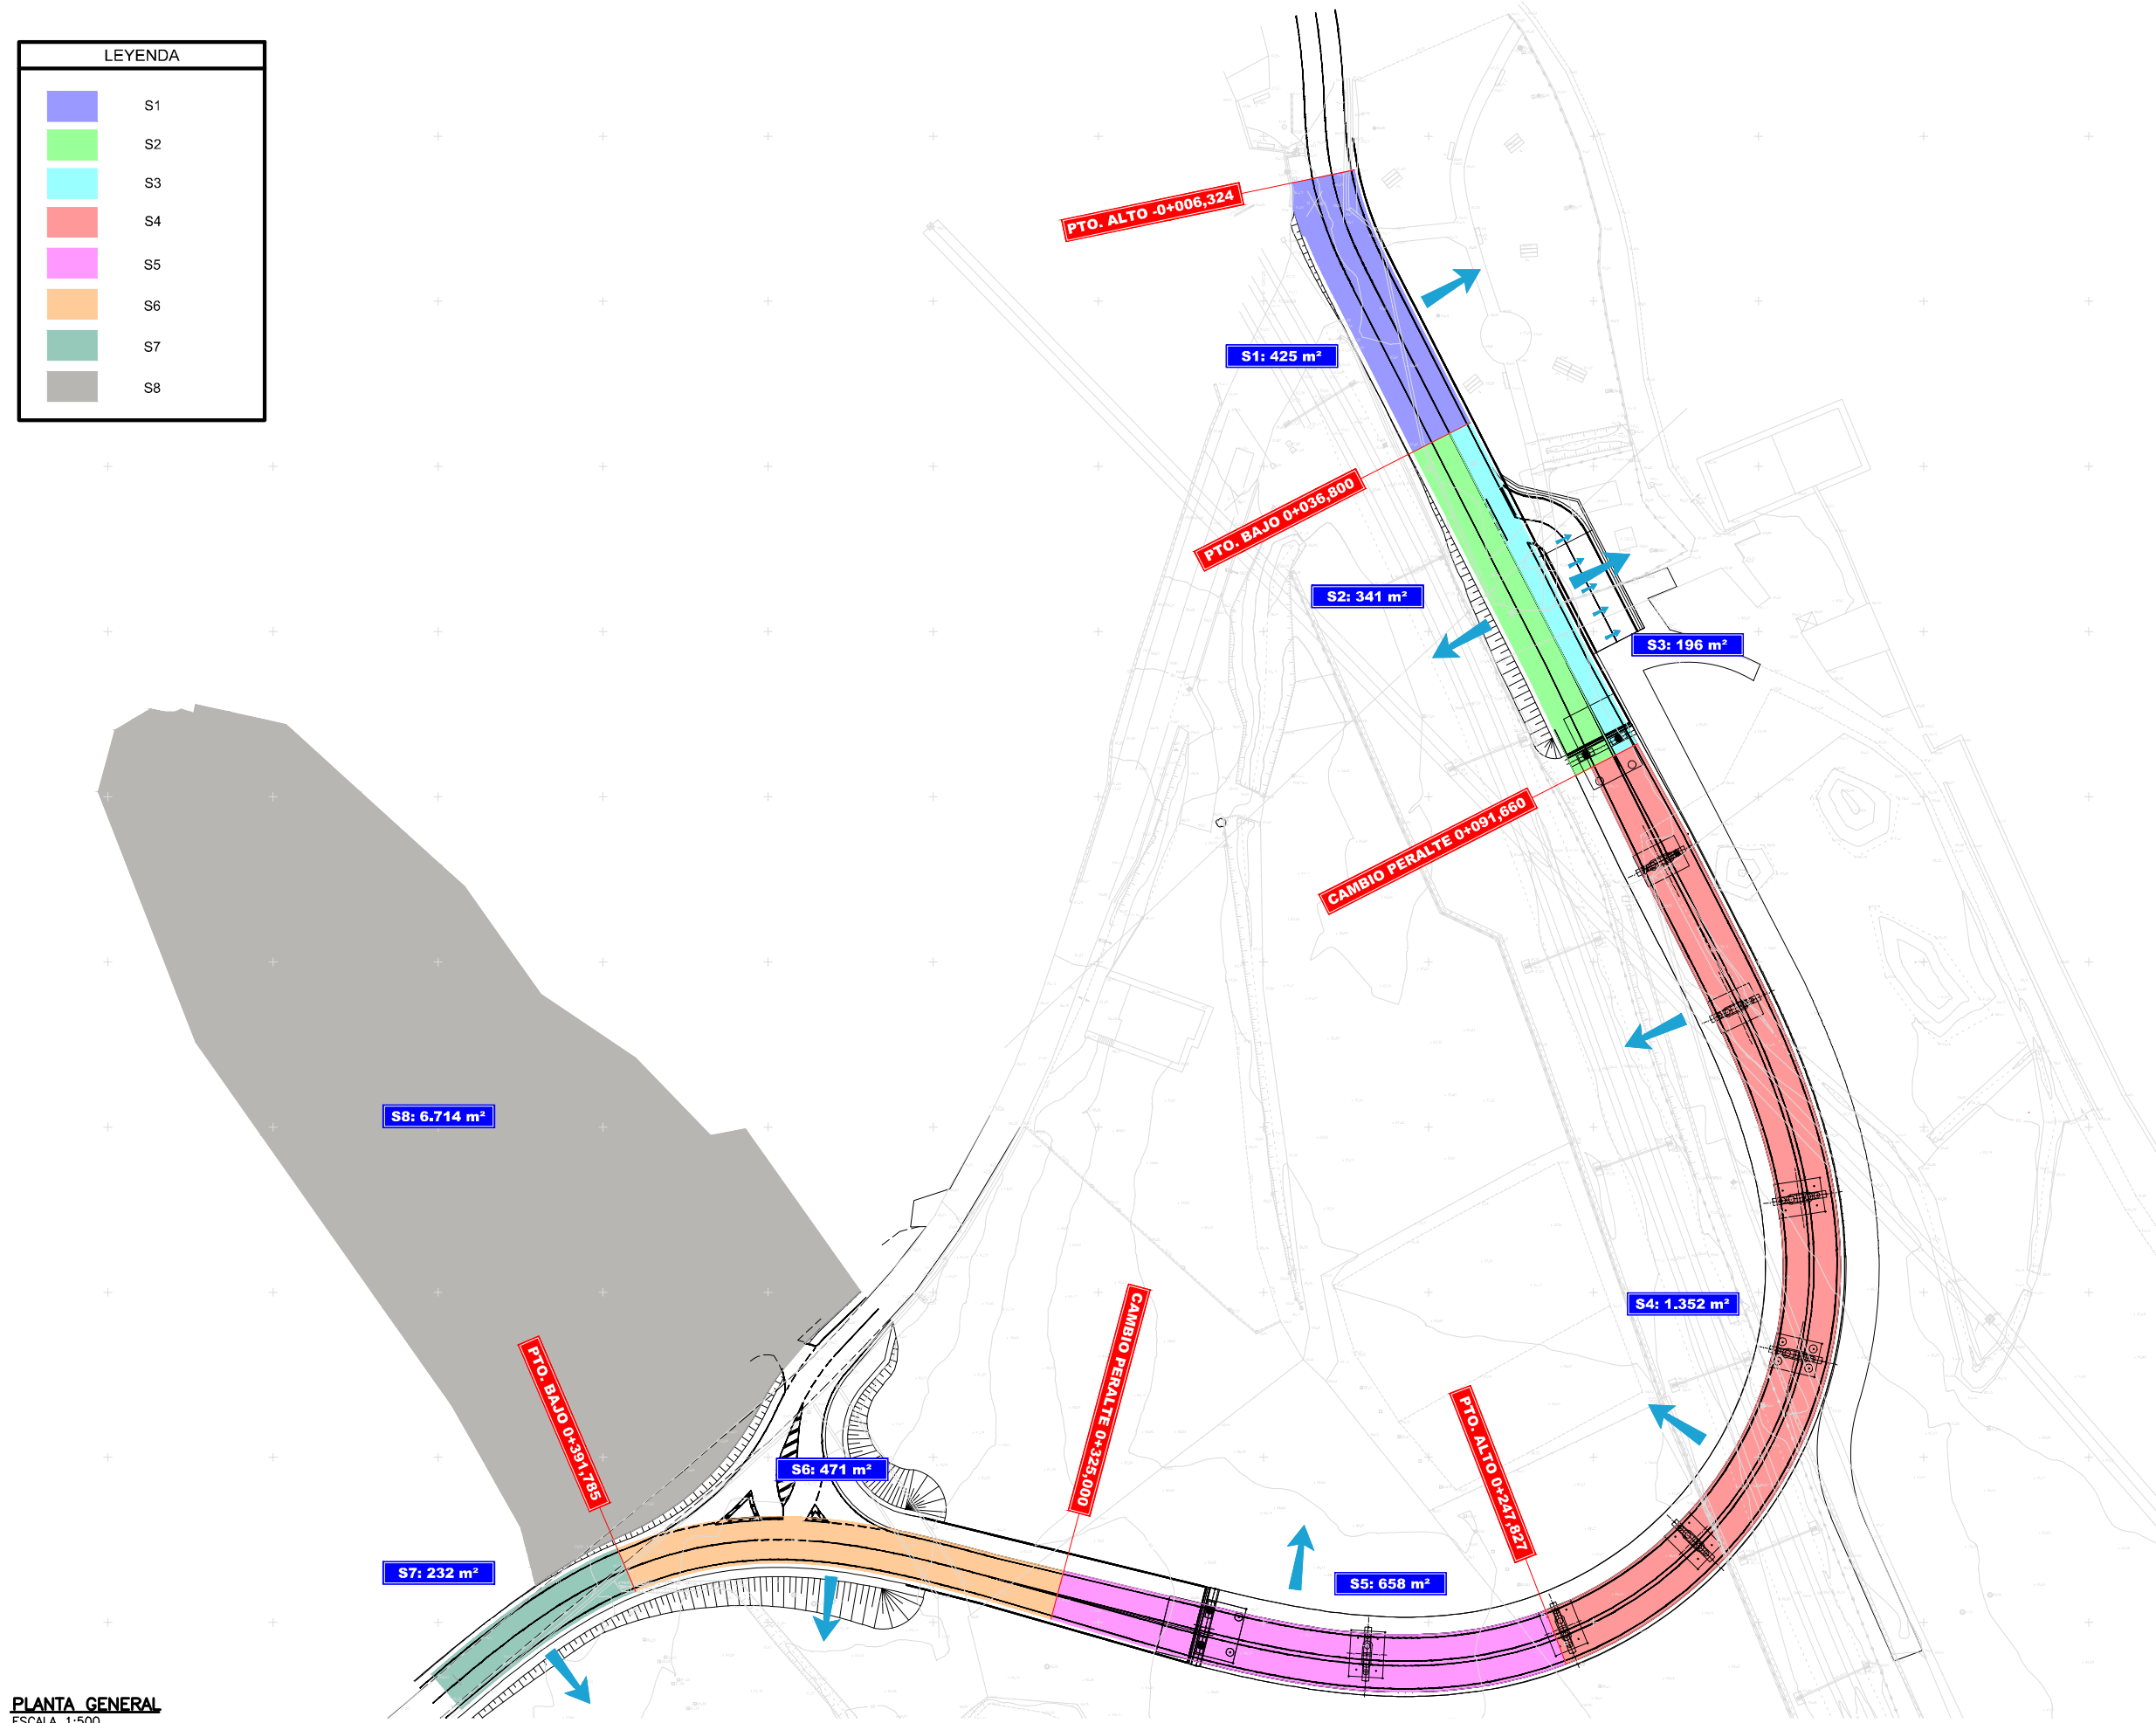 LEYENDA
S1
S2
S3
S4
S5
S6
S7
S8
PTO. ALTO -0+006,324
S1: 425 m²
PTO. BAJO 0+036,800
S2: 341 m²
S3: 196 m²
CAMBIO PERALTE 0+091,660
S8: 6.714 m²
S4: 1.352 m²
PTO. BAJO 0+391,785
CAMBIO PERALTE 0+325,000
PTO. ALTO 0+247,827
S6: 471 m²
S7: 232 m²
S5: 658 m²
PLANTA GENERAL
ESCALA 1:500